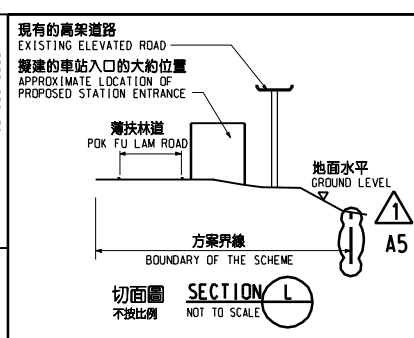 現有的高架道路
EXISTING ELEVATED ROAD
擬建的車站入口的大約位置
APPROXIMATE LOCATION OF
PROPOSED STATION ENTRANCE
薄扶林道
POK FU LAM ROAD
地面水平
GROUND LEVEL
1
A5
方案界線
BOUNDARY OF THE SCHEME
切面圖 SECTION L
不按比例 NOT TO SCALE